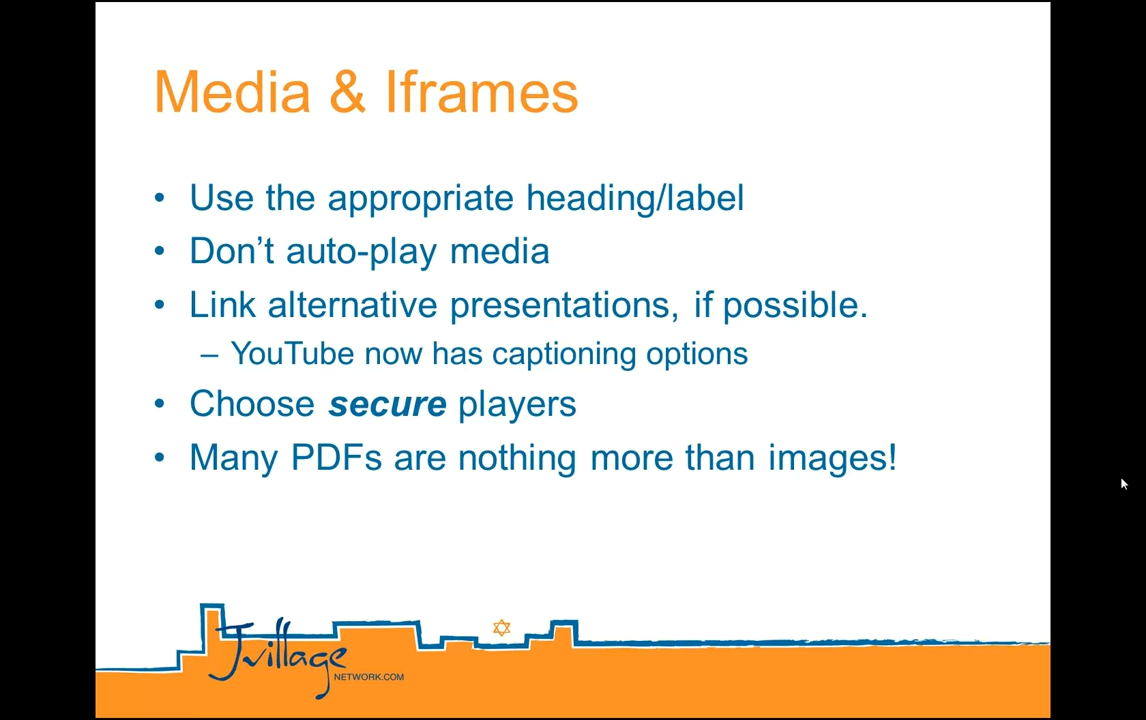 Media & Iframes
• Use the appropriate heading/label
• Don't auto-play media
• Link alternative presentations, if possible.
– YouTube now has captioning options
• Choose secure players
• Many PDFs are nothing more than images!
Jvillage
NETWORK.COM